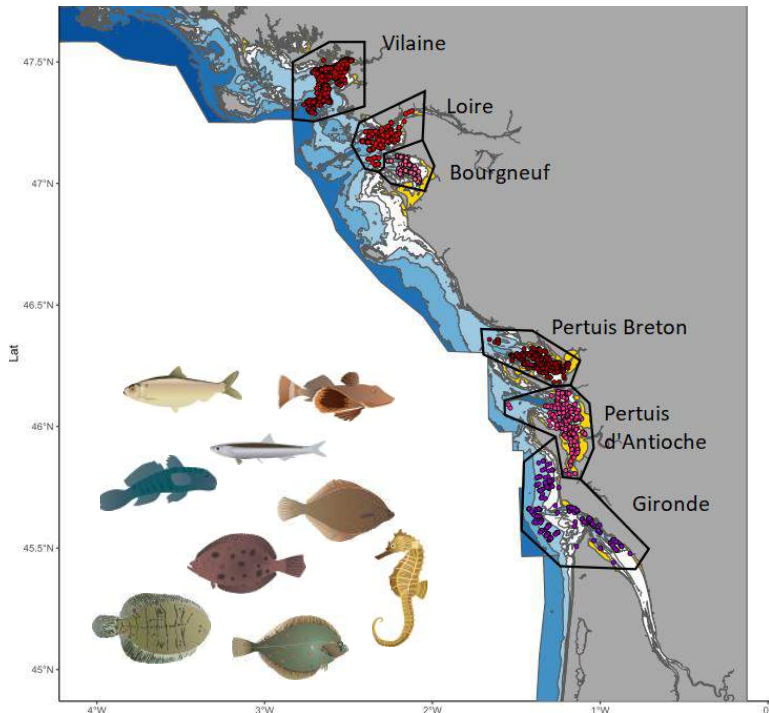 47.5°N
Vilaine
Loire
Bourgneuf
47°N
46.5°N
Pertuis Breton
Lat
46°N
Pertuis
d'Antioche
Gironde
45.5°N
45°N
4°W
3°W
2°W
1°W